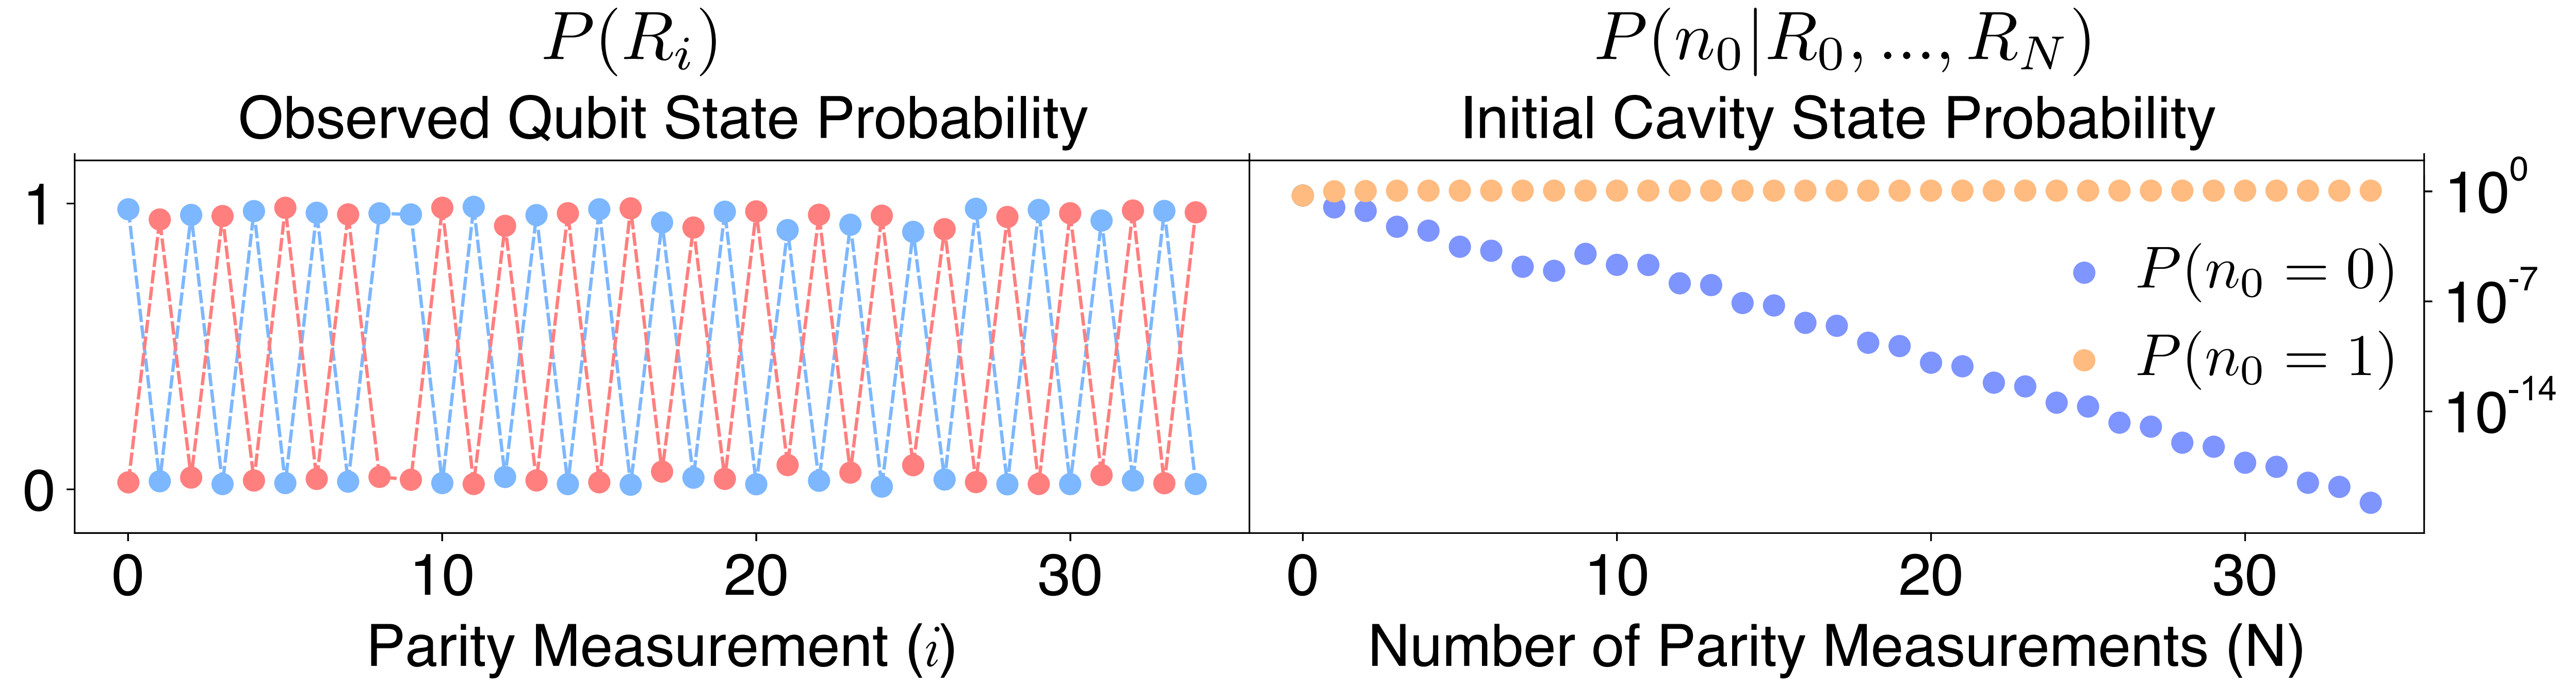 P(R_i)
Observed Qubit State Probability
1
0
0 10 20 30
Parity Measurement (i)
P(n_0|R_0, ..., R_N)
Initial Cavity State Probability
10^0
10^-7
10^-14
P(n_0 = 0)
P(n_0 = 1)
0 10 20 30
Number of Parity Measurements (N)